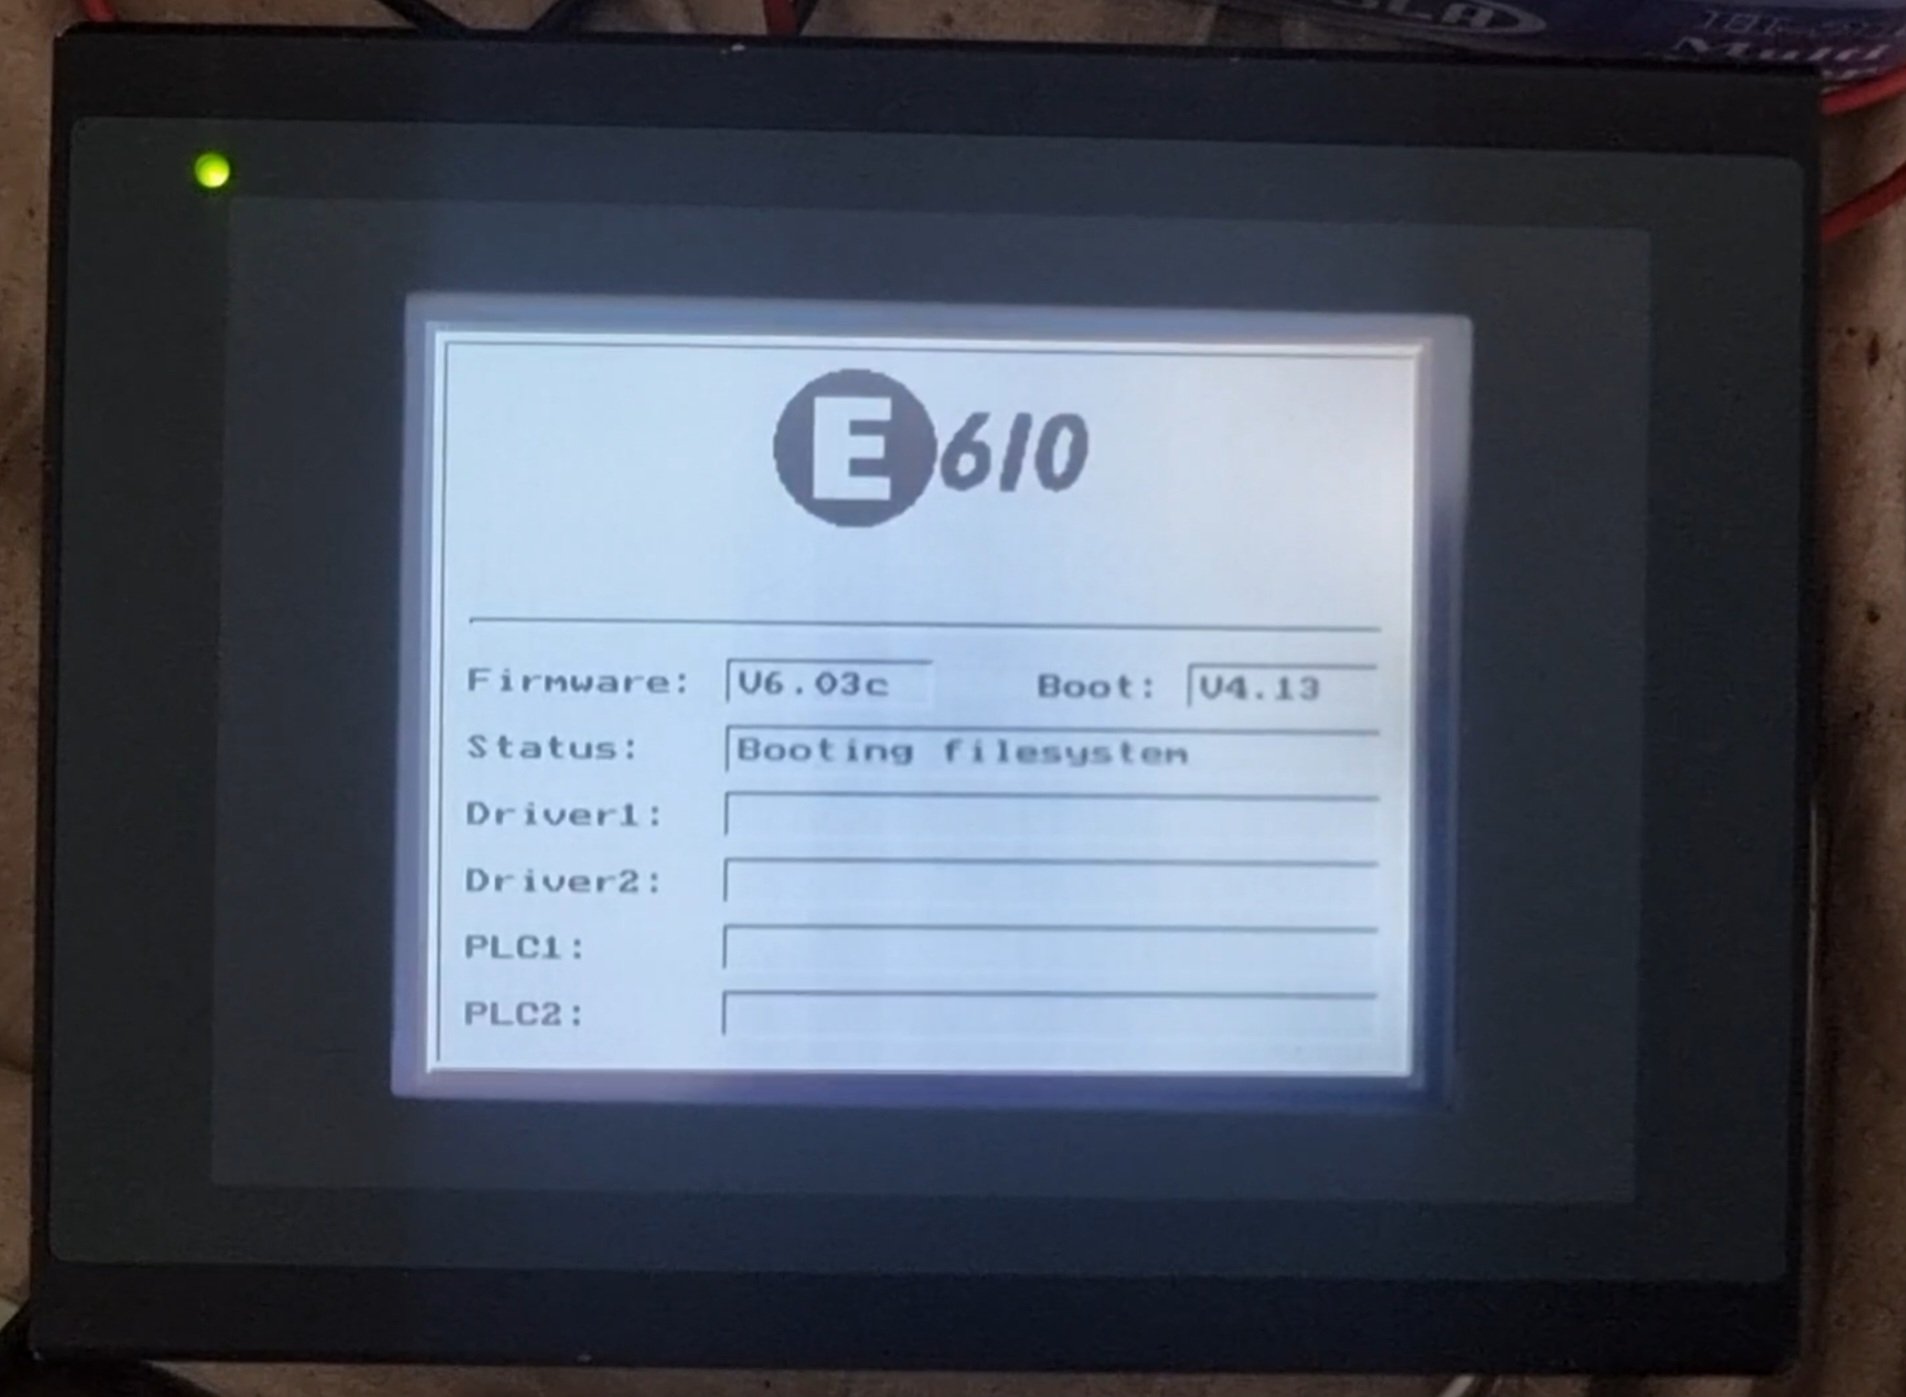 E610
Firmware: V6.03c Boot: V4.13
Status: Booting filesystem
Driver1:
Driver2:
PLC1:
PLC2: